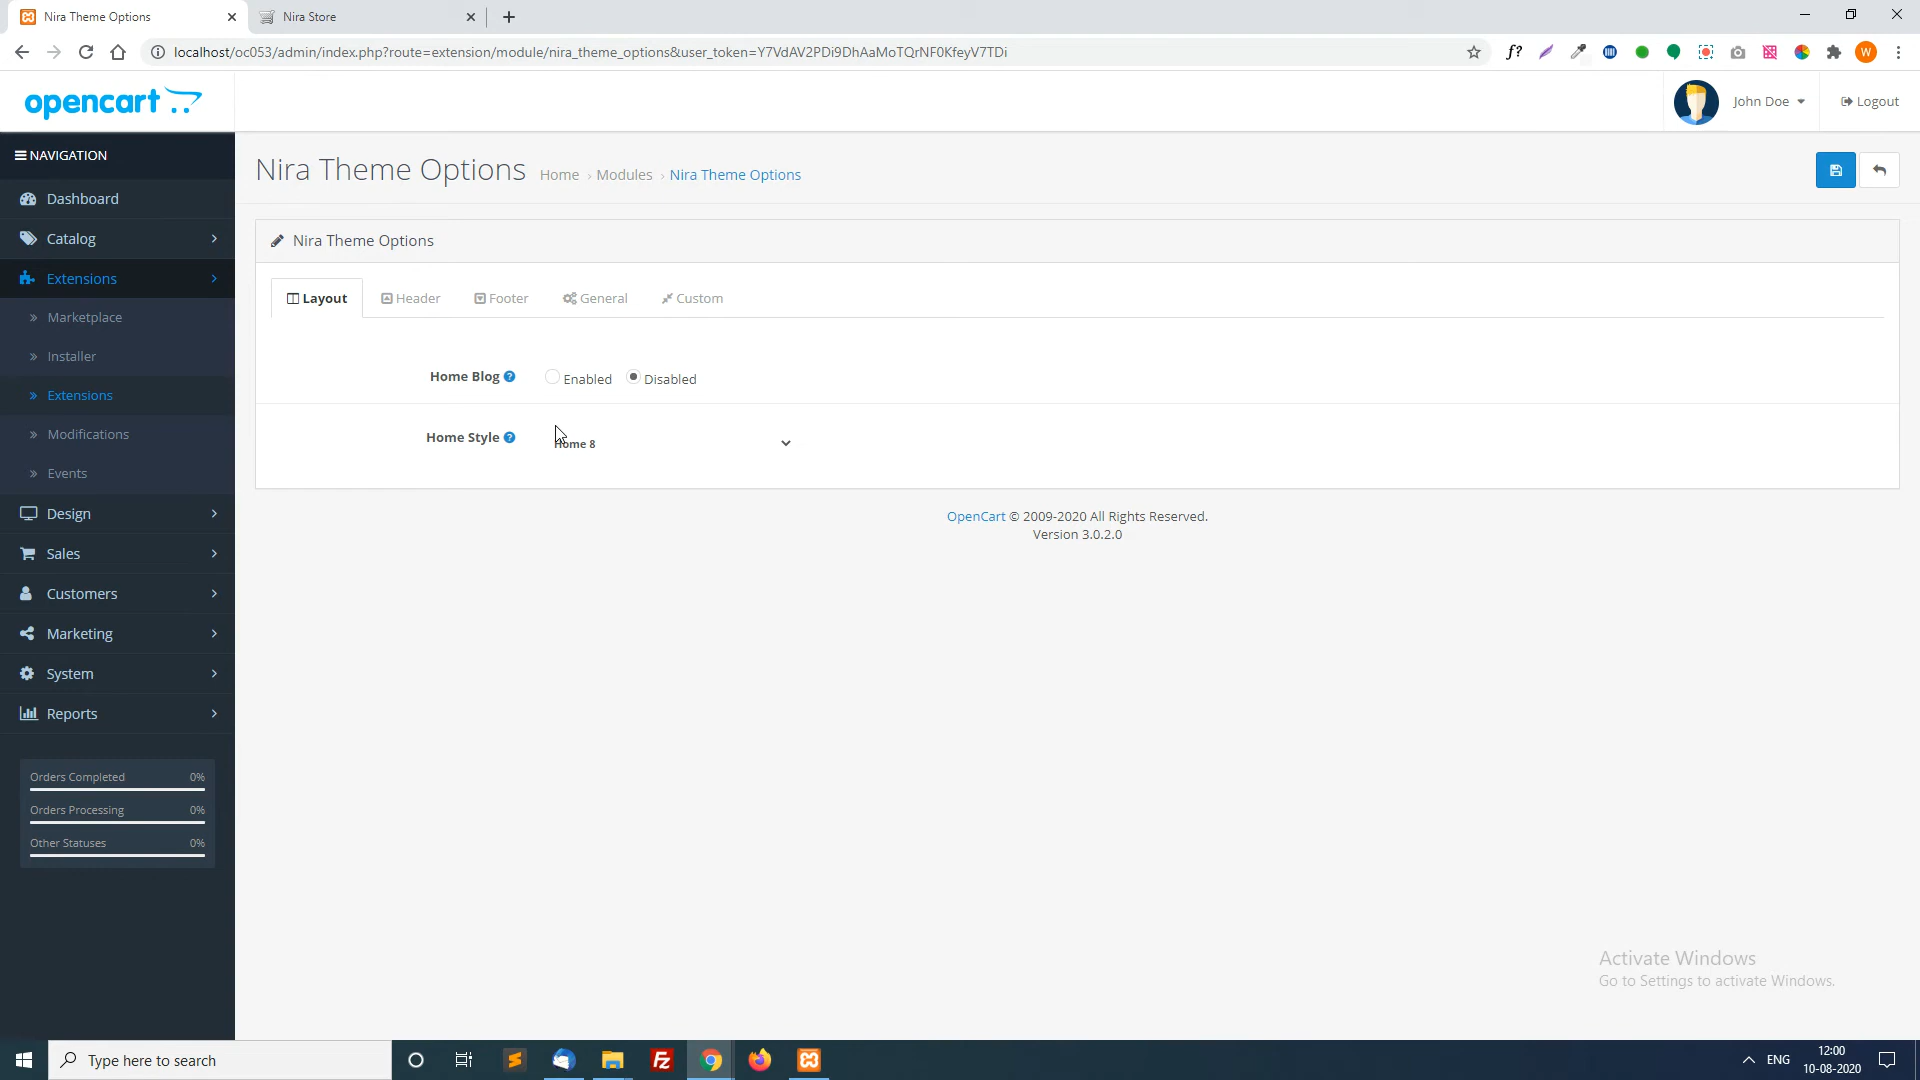 Nira Theme Options
Nira Store
localhost/oc053/admin/index.php?route=extension/module/nira_theme_options&user_token=Y7VdAV2PDi9DhAaMoTQrNF0KfeyV7TDi
f?
W
opencart
John Doe
Logout
NAVIGATION
Nira Theme Options
Home › Modules › Nira Theme Options
Dashboard
Catalog
Extensions
» Marketplace
» Installer
» Extensions
» Modifications
» Events
Design
Sales
Customers
Marketing
System
Reports
Orders Completed 0%
Orders Processing 0%
Other Statuses 0%
Nira Theme Options
Layout
Header
Footer
General
Custom
Home Blog ? Enabled Disabled
Home Style ? Home 8
OpenCart © 2009-2020 All Rights Reserved.
Version 3.0.2.0
Activate Windows
Go to Settings to activate Windows.
Type here to search
Fz
ENG
12:00
10-08-2020